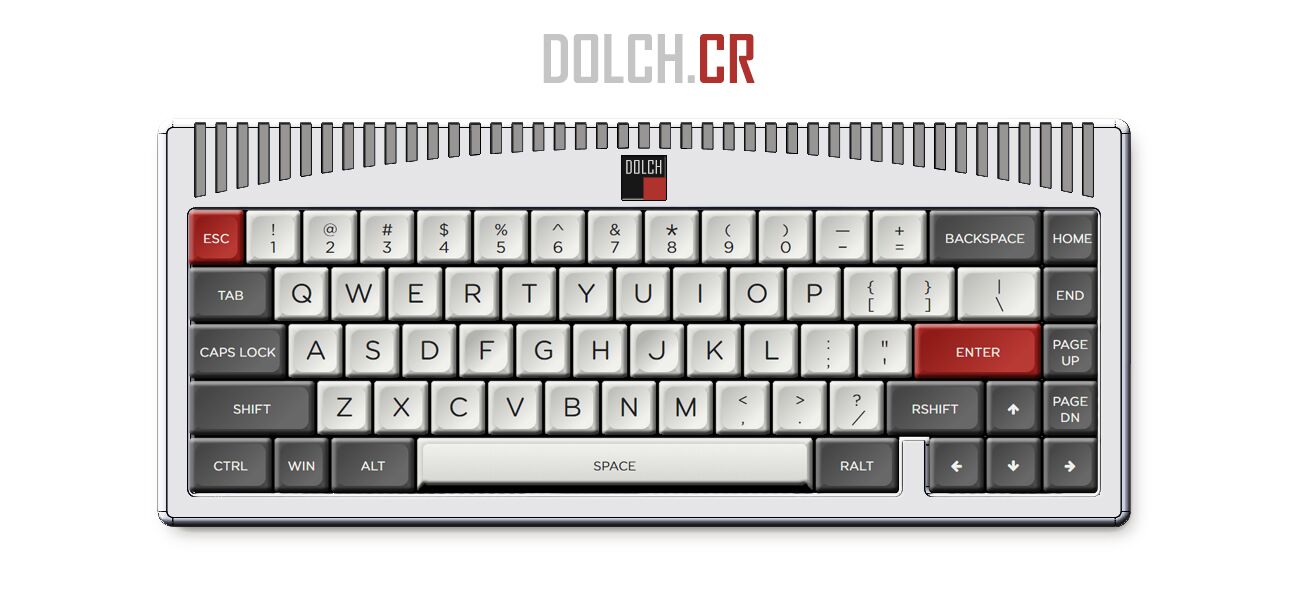 DOLCH.CR
DOLCH
ESC ! 1 @ 2 # 3 $ 4 % 5 ^ 6 & 7 * 8 ( 9 ) 0 — - + = BACKSPACE HOME
TAB Q W E R T Y U I O P { [ } ] | \ END
CAPS LOCK A S D F G H J K L : ; " ' ENTER PAGE UP
SHIFT Z X C V B N M < , > . ? / RSHIFT ↑ PAGE DN
CTRL WIN ALT SPACE RALT ← ↓ →